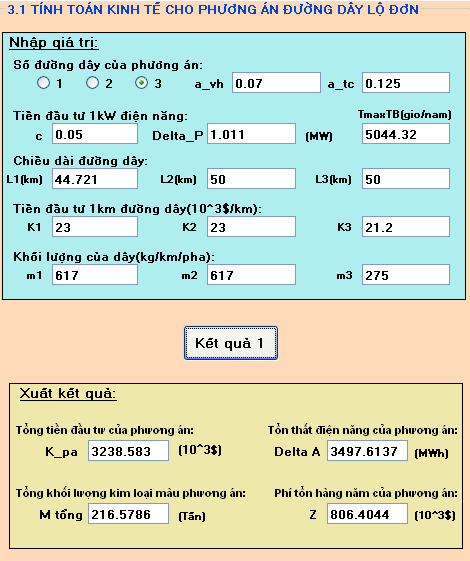 3.1 TÍNH TOÁN KINH TẾ CHO PHƯƠNG ÁN ĐƯỜNG DÂY LỘ ĐƠN
Nhập giá trị:
Số đường dây của phương án:
1 2 3 a_vh 0.07 a_tc 0.125
Tiền đầu tư 1kW điện năng: TmaxTB(gio/nam)
c 0.05 Delta_P 1.011 (MW) 5044.32
Chiều dài đường dây:
L1(km) 44.721 L2(km) 50 L3(km) 50
Tiền đầu tư 1km đường dây(10^3$/km):
K1 23 K2 23 K3 21.2
Khối lượng của dây(kg/km/pha):
m1 617 m2 617 m3 275
Kết quả 1
Xuất kết quả:
Tổng tiền đầu tư của phương án: Tổn thất điện năng của phương án:
K_pa 3238.583 (10^3$) Delta A 3497.6137 (MWh)
Tổng khối lượng kim loại màu phương án: Phí tổn hàng năm của phương án:
M tổng 216.5786 (Tấn) Z 806.4044 (10^3$)